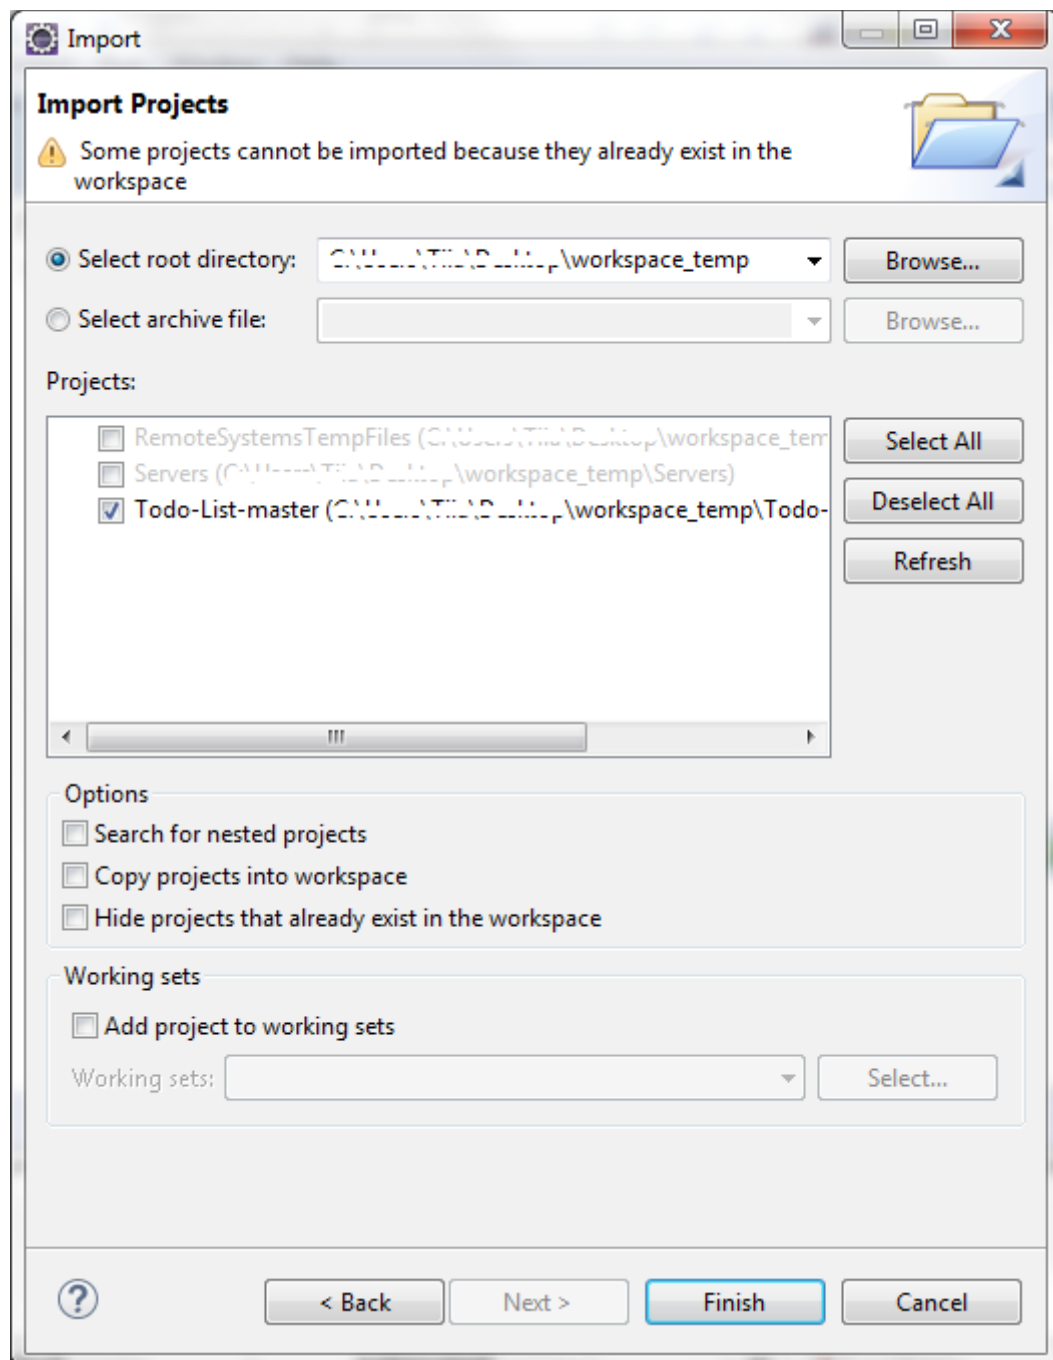 Import
Import Projects
Some projects cannot be imported because they already exist in the
workspace
Select root directory: \workspace_temp Browse...
Select archive file: Browse...
Projects:
RemoteSystemsTempFiles ( \workspace_tem
Servers ( \workspace_temp\Servers)
Todo-List-master ( \workspace_temp\Todo-
Select All
Deselect All
Refresh
Options
Search for nested projects
Copy projects into workspace
Hide projects that already exist in the workspace
Working sets
Add project to working sets
Working sets: Select...
? < Back Next > Finish Cancel